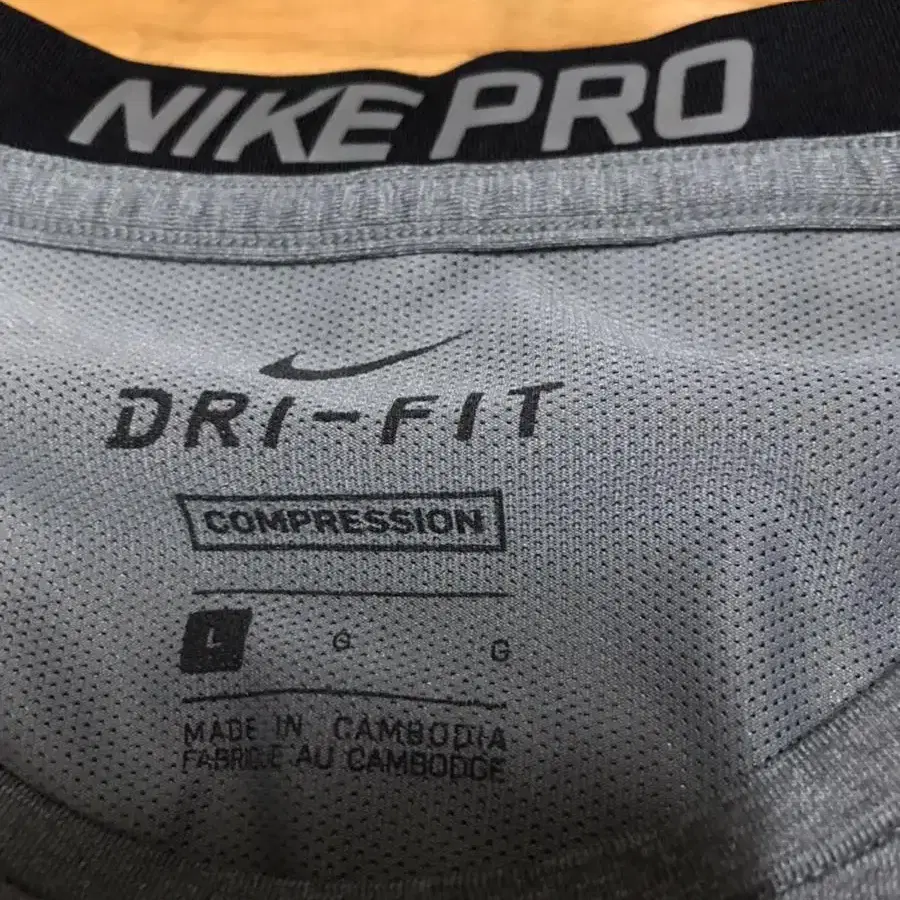 NIKE PRO
DRI-FIT
COMPRESSION
L G G
MADE IN CAMBODIA
FABRIQUÉ AU CAMBODGE